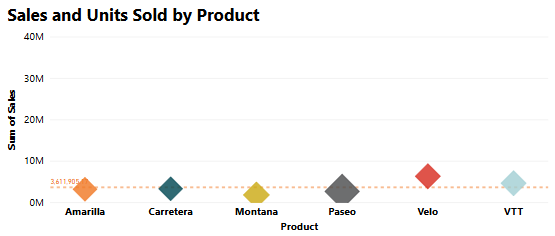 Sales and Units Sold by Product
40M
30M
20M
10M
0M
Sum of Sales
Amarilla
Carretera
Montana
Paseo
Velo
VTT
Product